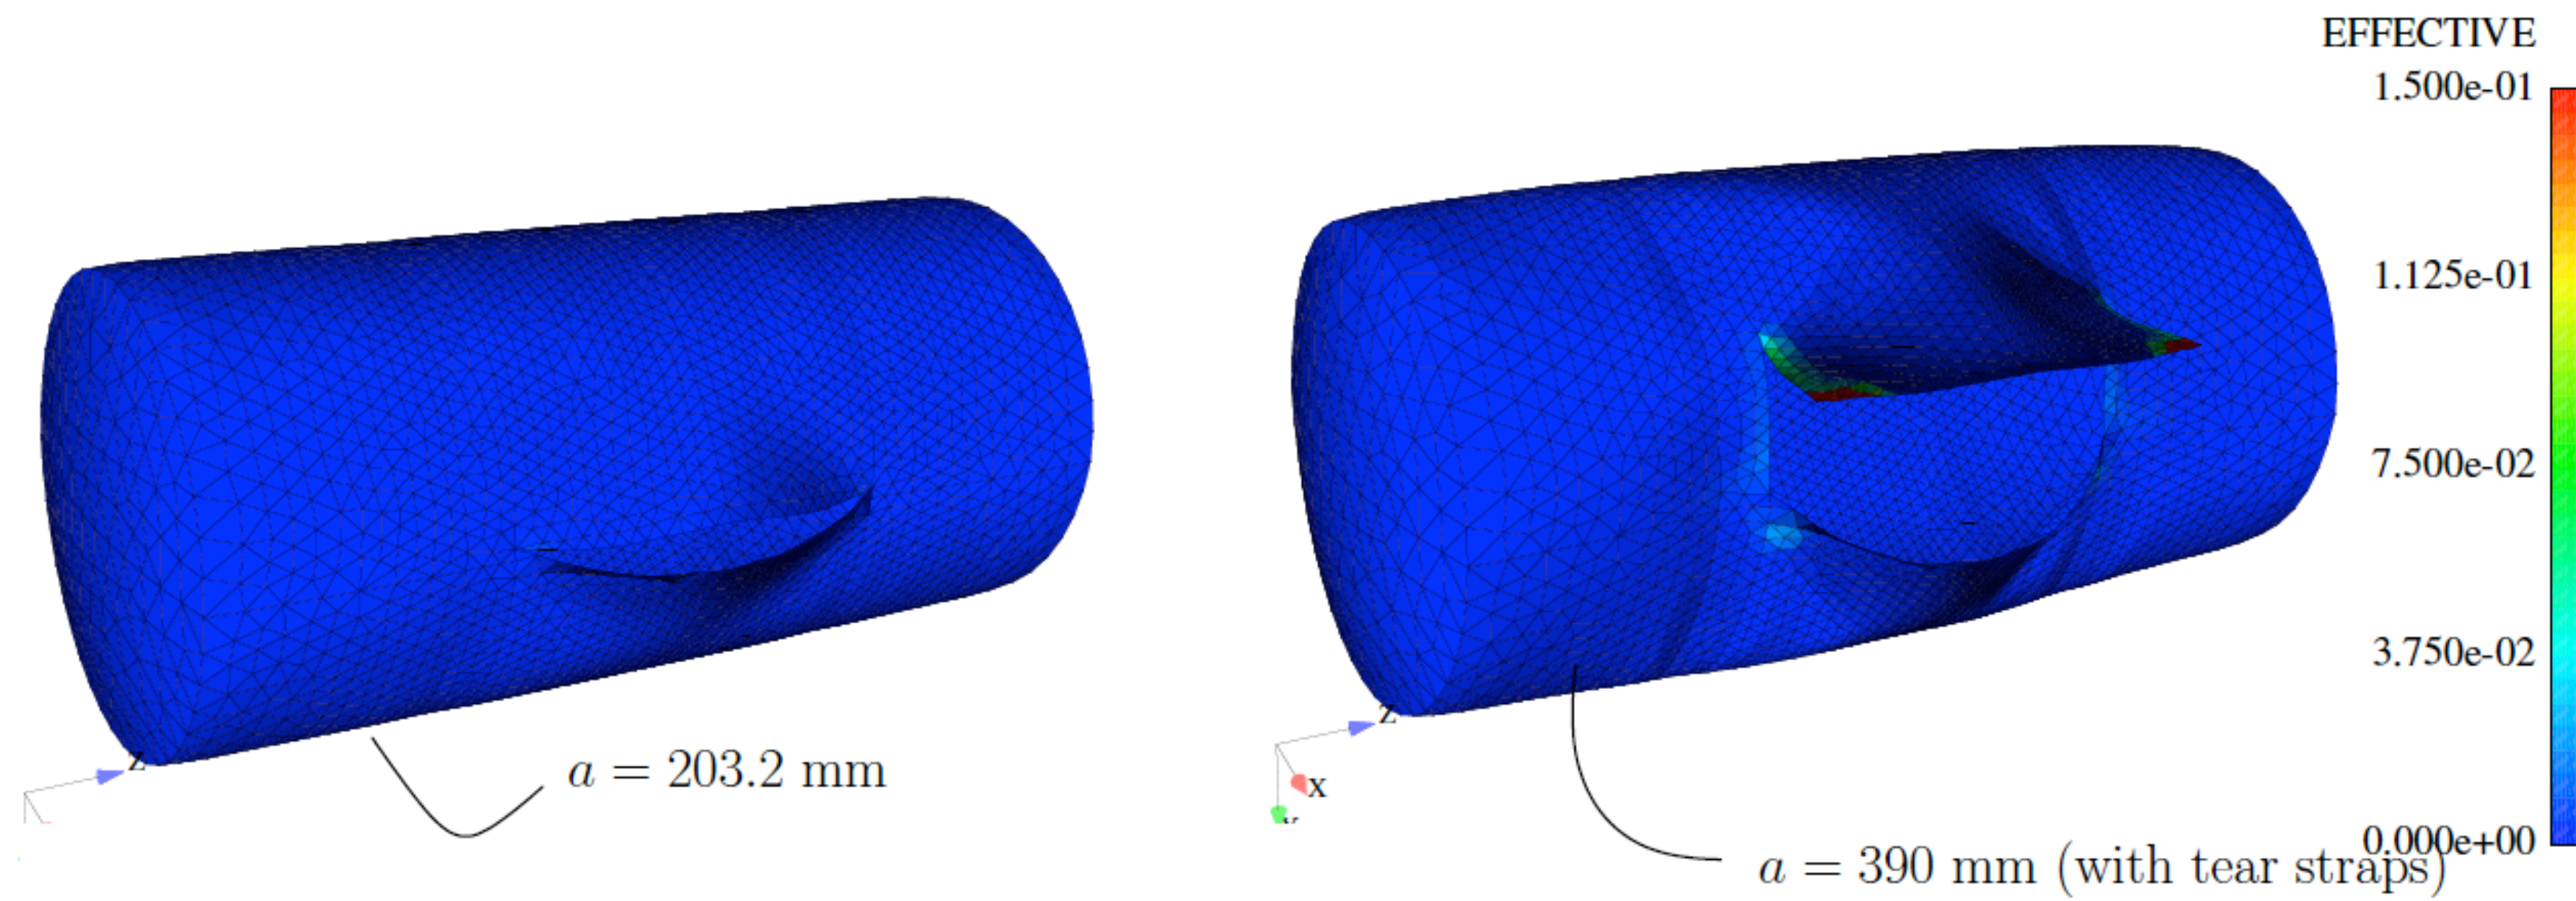 EFFECTIVE
1.500e-01
1.125e-01
7.500e-02
3.750e-02
0.000e+00
z
a = 203.2 mm
z
x
a = 390 mm (with tear straps)